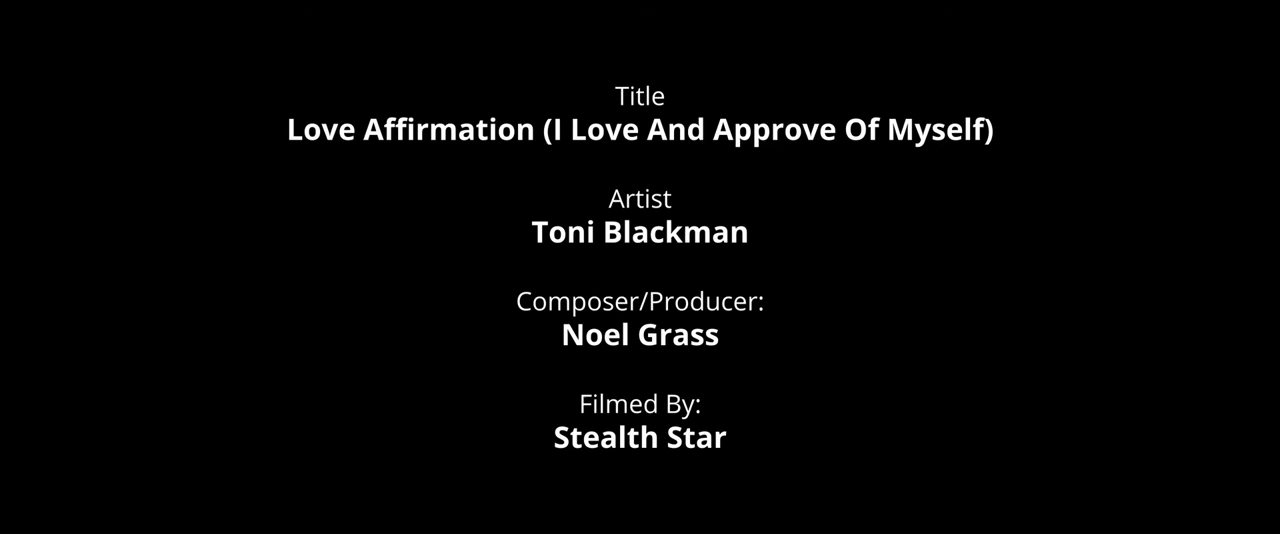 Title
Love Affirmation (I Love And Approve Of Myself)
Artist
Toni Blackman
Composer/Producer:
Noel Grass
Filmed By:
Stealth Star